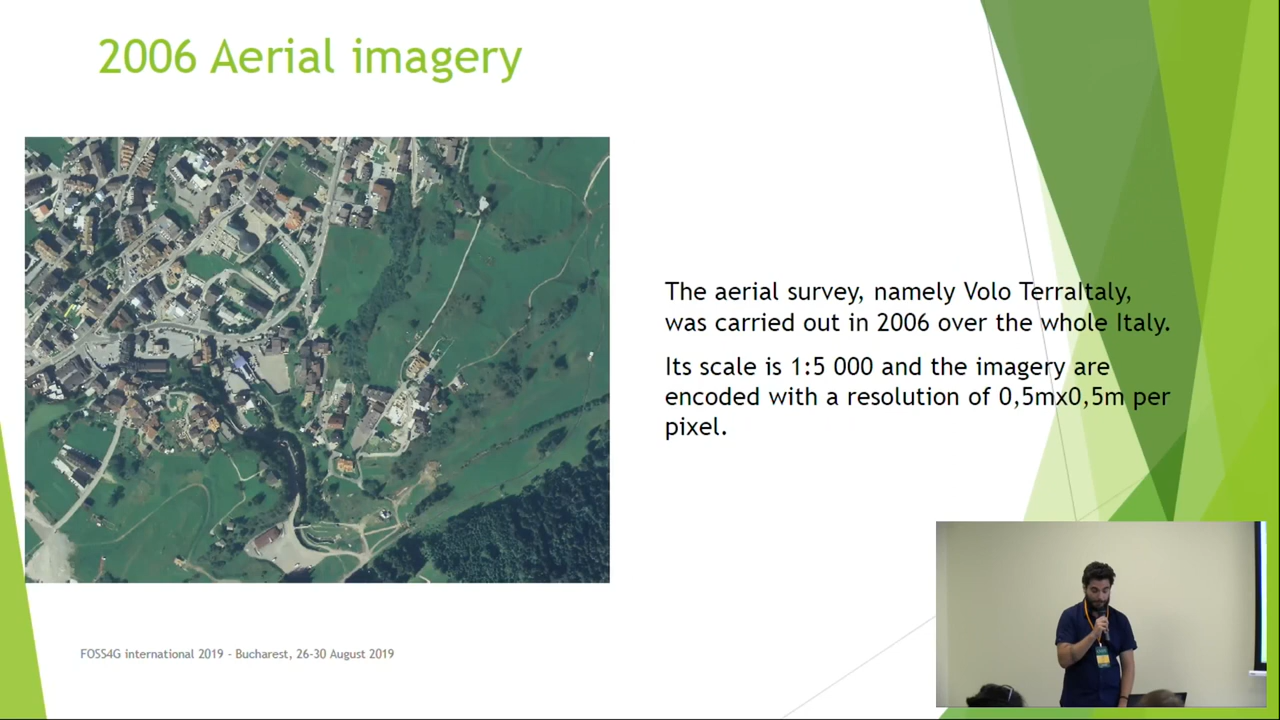 2006 Aerial imagery
The aerial survey, namely Volo TerraItaly,
was carried out in 2006 over the whole Italy.
Its scale is 1:5 000 and the imagery are
encoded with a resolution of 0,5mx0,5m per
pixel.
FOSS4G international 2019 - Bucharest, 26-30 August 2019